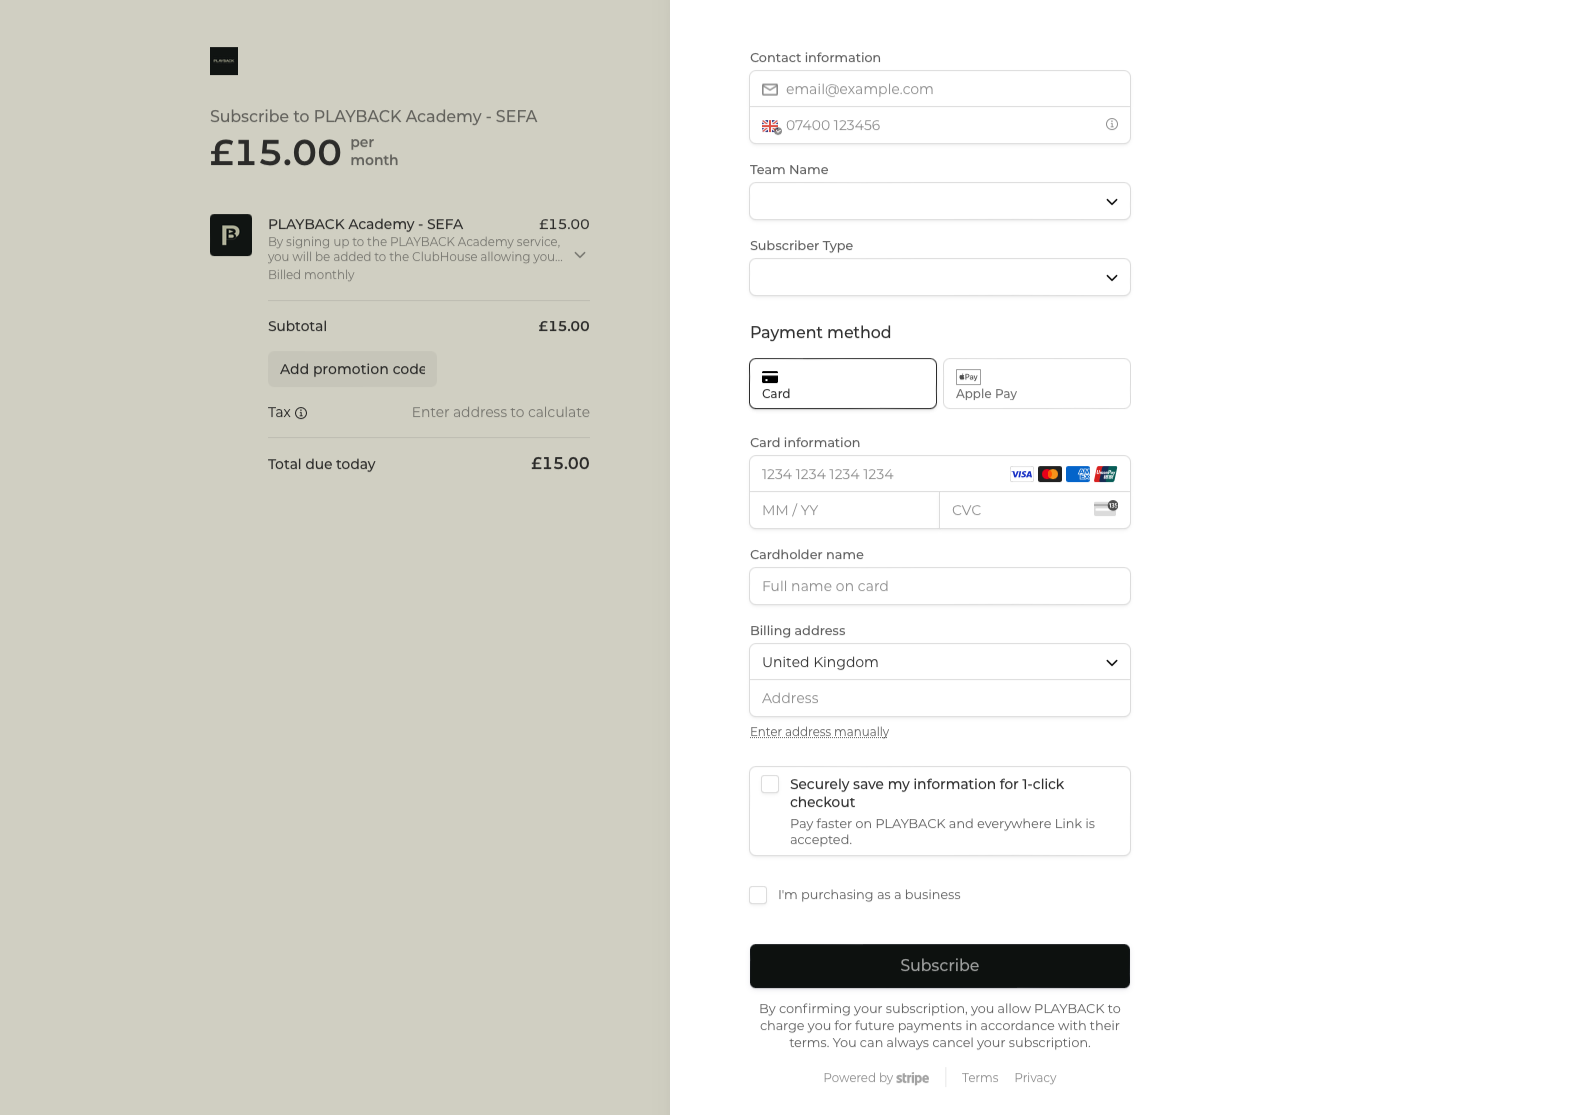 PLAYBACK
Subscribe to PLAYBACK Academy - SEFA
£15.00 per
month
PLAYBACK Academy - SEFA £15.00
By signing up to the PLAYBACK Academy service,
you will be added to the ClubHouse allowing you...
Billed monthly
Subtotal £15.00
Add promotion code
Tax Enter address to calculate
Total due today £15.00
Contact information
email@example.com
07400 123456
Team Name
Subscriber Type
Payment method
Pay
Card Apple Pay
Card information
1234 1234 1234 1234 VISA AMEX UnionPay
MM / YY CVC 135
Cardholder name
Full name on card
Billing address
United Kingdom
Address
Enter address manually
Securely save my information for 1-click
checkout
Pay faster on PLAYBACK and everywhere Link is
accepted.
I'm purchasing as a business
Subscribe
By confirming your subscription, you allow PLAYBACK to
charge you for future payments in accordance with their
terms. You can always cancel your subscription.
Powered by stripe Terms Privacy